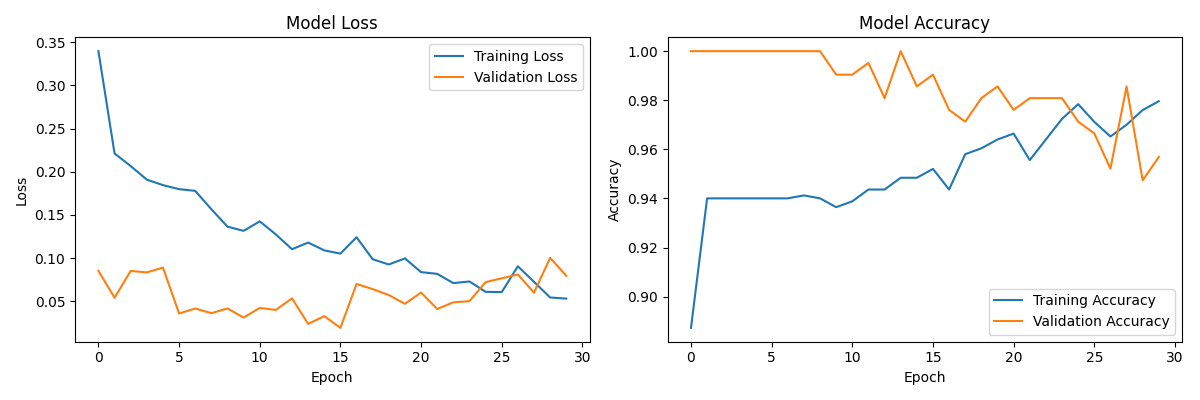 Model Loss
0.35
0.30
0.25
0.20
0.15
0.10
0.05
Loss
Training Loss
Validation Loss
0 5 10 15 20 25 30
Epoch
Model Accuracy
1.00
0.98
0.96
0.94
0.92
0.90
Accuracy
Training Accuracy
Validation Accuracy
0 5 10 15 20 25 30
Epoch